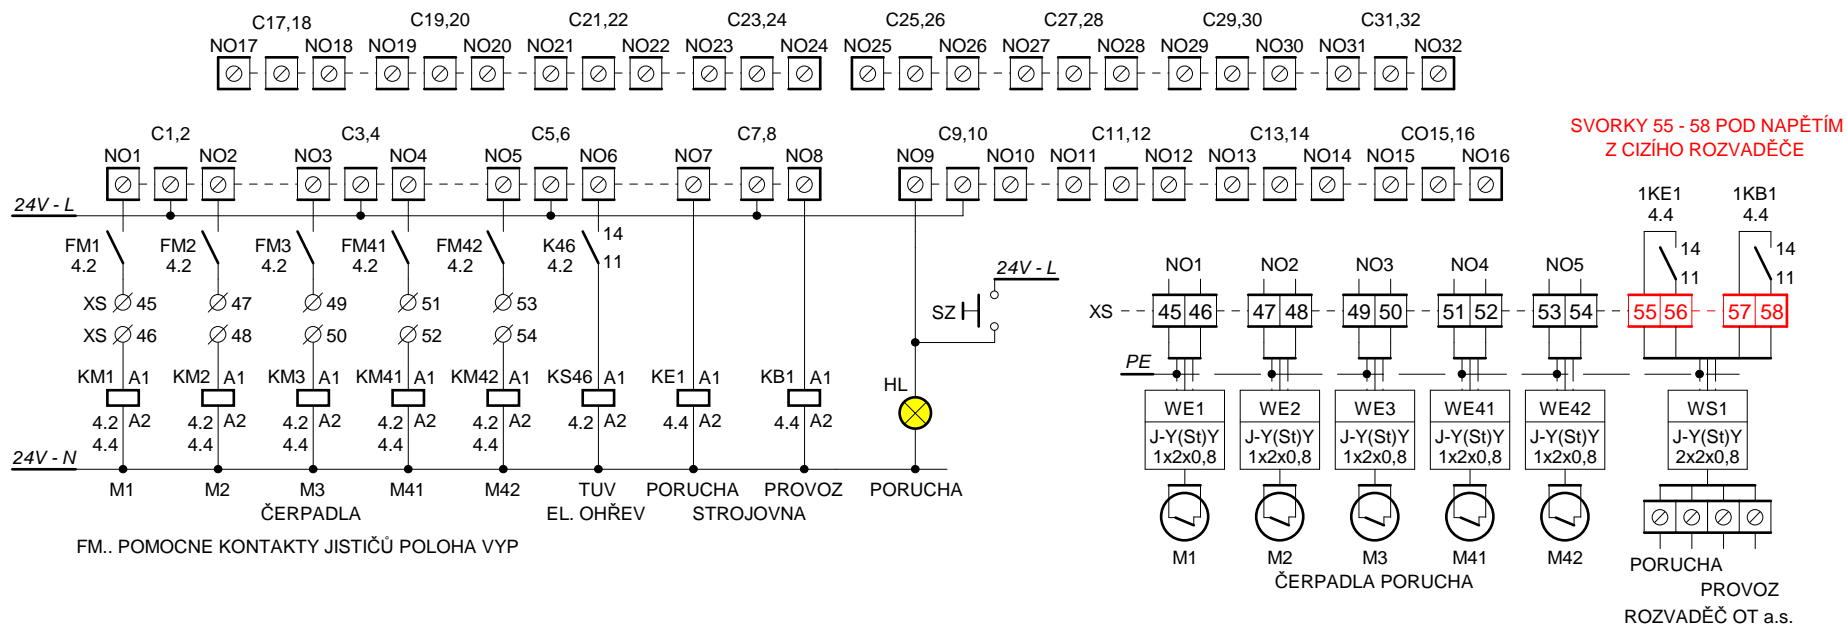 C17,18 C19,20 C21,22 C23,24 C25,26 C27,28 C29,30 C31,32
NO17 NO18 NO19 NO20 NO21 NO22 NO23 NO24 NO25 NO26 NO27 NO28 NO29 NO30 NO31 NO32
C1,2 C3,4 C5,6 C7,8 C9,10 C11,12 C13,14 CO15,16
NO1 NO2 NO3 NO4 NO5 NO6 NO7 NO8 NO9 NO10 NO11 NO12 NO13 NO14 NO15 NO16
SVORKY 55 - 58 POD NAPĚTÍM
Z CIZÍHO ROZVADĚČE
24V - L
FM1 FM2 FM3 FM41 FM42 K46 14
4.2 4.2 4.2 4.2 4.2 4.2 11
XS 45 47 49 51 53
XS 46 48 50 52 54
KM1 A1 KM2 A1 KM3 A1 KM41 A1 KM42 A1 KS46 A1 KE1 A1 KB1 A1
4.2 A2 4.2 A2 4.2 A2 4.2 A2 4.2 A2 4.2 A2 4.4 A2 4.4 A2
4.4 4.4 4.4 4.4 4.4
24V - N
24V - L
SZ
HL
M1 M2 M3 M41 M42 TUV PORUCHA PROVOZ PORUCHA
ČERPADLA EL. OHŘEV STROJOVNA
FM.. POMOCNE KONTAKTY JISTIČŮ POLOHA VYP
1KE1 1KB1
4.4 4.4
14 14
11 11
NO1 NO2 NO3 NO4 NO5
XS 45 46 47 48 49 50 51 52 53 54 55 56 57 58
PE
WE1 WE2 WE3 WE41 WE42 WS1
J-Y(St)Y J-Y(St)Y J-Y(St)Y J-Y(St)Y J-Y(St)Y J-Y(St)Y
1x2x0,8 1x2x0,8 1x2x0,8 1x2x0,8 1x2x0,8 2x2x0,8
M1 M2 M3 M41 M42
ČERPADLA PORUCHA
PORUCHA
PROVOZ
ROZVADĚČ OT a.s.